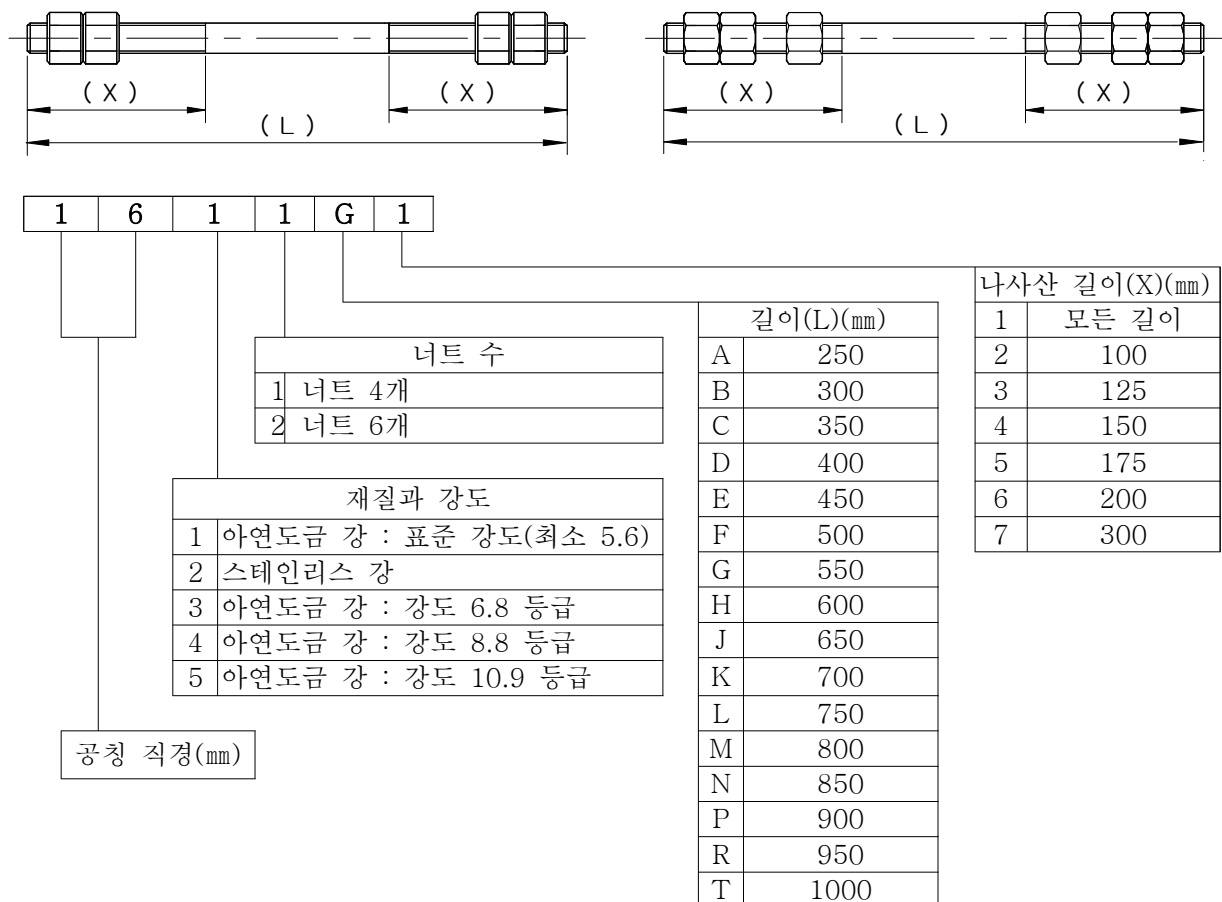 ( X )
( X )
( L )
( X )
( X )
( L )
1 6 1 1 G 1
나사산 길이(X)(㎜)
1 모든 길이
2 100
3 125
4 150
5 175
6 200
7 300
길이(L)(㎜)
A 250
B 300
C 350
D 400
E 450
F 500
G 550
H 600
J 650
K 700
L 750
M 800
N 850
P 900
R 950
T 1000
너트 수
1 너트 4개
2 너트 6개
재질과 강도
1 아연도금 강 : 표준 강도(최소 5.6)
2 스테인리스 강
3 아연도금 강 : 강도 6.8 등급
4 아연도금 강 : 강도 8.8 등급
5 아연도금 강 : 강도 10.9 등급
공칭 직경(㎜)